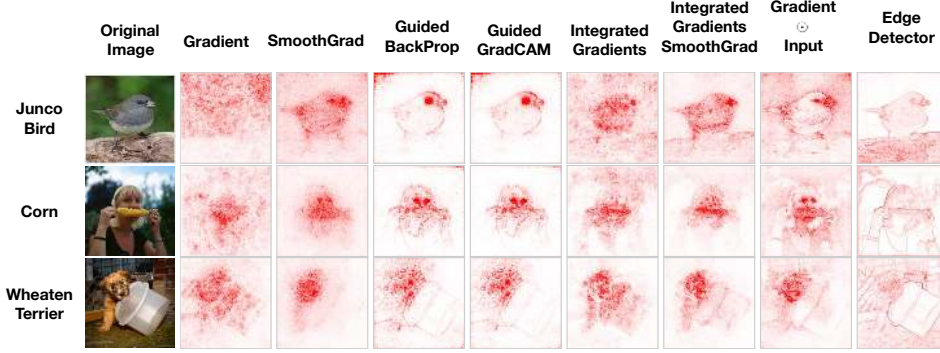 Original
Image
Gradient
SmoothGrad
Guided
BackProp
Guided
GradCAM
Integrated
Gradients
Integrated
Gradients
SmoothGrad
Gradient
⊙
Input
Edge
Detector
Junco
Bird
Corn
Wheaten
Terrier